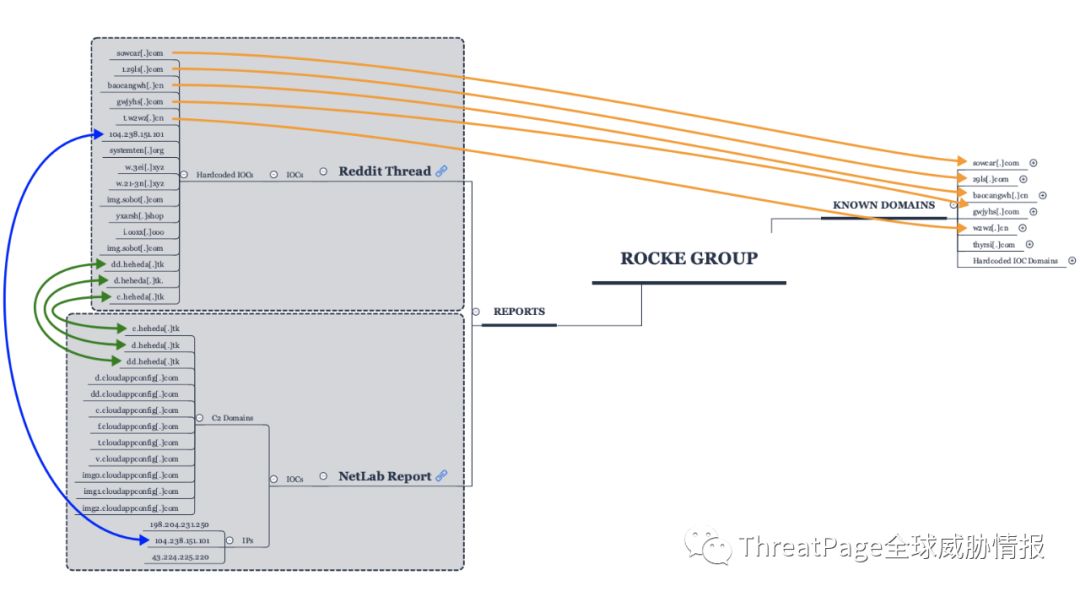 sowcar[.]com
t.z9ls[.]com
baocangwh[.]cn
gwjyhs[.]com
t.w2wz[.]cn
104.238.151.101
systemten[.]org
w.3ei[.]xyz
w.21-3n[.]xyz
img.sobot[.]com
yxarsh[.]shop
i.ooxx[.]ooo
img.sobot[.]com
dd.heheda[.]tk
d.heheda[.]tk.
c.heheda[.]tk
Hardcoded IOCs
IOCs
Reddit Thread
c.heheda[.]tk
d.heheda[.]tk
dd.heheda[.]tk
d.cloudappconfig[.]com
dd.cloudappconfig[.]com
c.cloudappconfig[.]com
f.cloudappconfig[.]com
t.cloudappconfig[.]com
v.cloudappconfig[.]com
img0.cloudappconfig[.]com
img1.cloudappconfig[.]com
img2.cloudappconfig[.]com
C2 Domains
198.204.231.250
104.238.151.101
43.224.225.220
IPs
IOCs
NetLab Report
REPORTS
ROCKE GROUP
KNOWN DOMAINS
sowcar[.]com
z9ls[.]com
baocangwh[.]cn
gwjyhs[.]com
w2wz[.]cn
thyrsi[.]com
Hardcoded IOC Domains
ThreatPage全球威胁情报